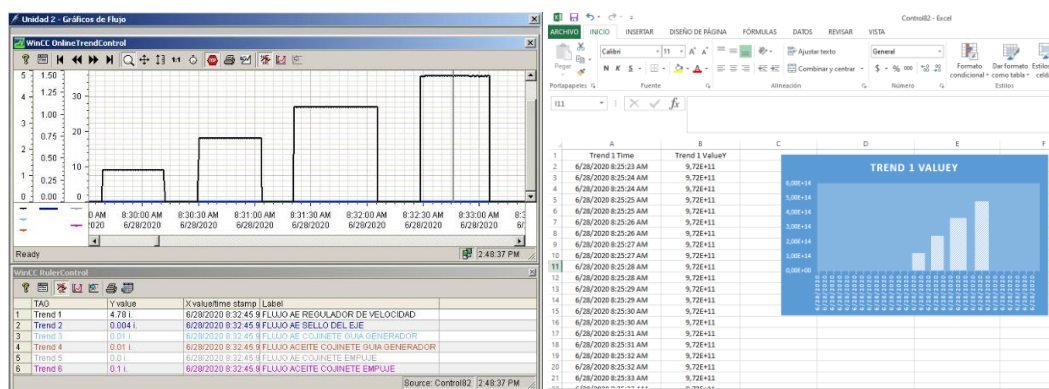 Unidad 2 - Gráficos de Flujo
WinCC OnlineTrendControl
5 1.50
4 1.25 30
3 1.00
0.75 20
2 0.50
1 0.25 10
0 0.00 0
0 AM 8:30:00 AM 8:30:30 AM 8:31:00 AM 8:31:30 AM 8:32:00 AM 8:32:30 AM 8:33:00 AM 8:3
2020 6/28/2020 6/28/2020 6/28/2020 6/28/2020 6/28/2020 6/28/2020 6/28/2020
Ready 2:48:37 PM
WinCC RulerControl
TAG Y value X value/time stamp Label
1 Trend 1 4.78 i. 6/28/2020 8:32:45.9 FLUJO AE REGULADOR DE VELOCIDAD
2 Trend 2 0.004 i. 6/28/2020 8:32:45.9 FLUJO AE SELLO DEL EJE
3 Trend 3 0.01 i. 6/28/2020 8:32:45.9 FLUJO AE COJINETE GUIA GENERADOR
4 Trend 4 0.01 i. 6/28/2020 8:32:45.9 FLUJO ACEITE COJINETE GUIA GENERADOR
5 Trend 5 0.0 i. 6/28/2020 8:32:45.9 FLUJO AE COJINETE EMPUJE
6 Trend 6 0.1 i. 6/28/2020 8:32:45.9 FLUJO ACEITE COJINETE EMPUJE
Source: Control82 2:48:37 PM
Control82 - Excel
ARCHIVO INICIO INSERTAR DISEÑO DE PÁGINA FÓRMULAS DATOS REVISAR VISTA
Calibri 11 Ajustar texto General
Pegar N K S Combinar y centrar $ % 000 Formato condicional Dar formato como tabla Estilos celd
Portapapeles Fuente Alineación Número Estilos
I11
A B C D E F
1 Trend 1 Time Trend 1 ValueY
2 6/28/2020 8:25:23 AM 9,72E+11
3 6/28/2020 8:25:24 AM 9,72E+11
4 6/28/2020 8:25:24 AM 9,72E+11
5 6/28/2020 8:25:25 AM 9,72E+11
6 6/28/2020 8:25:25 AM 9,72E+11
7 6/28/2020 8:25:26 AM 9,72E+11
8 6/28/2020 8:25:26 AM 9,72E+11
9 6/28/2020 8:25:27 AM 9,72E+11
10 6/28/2020 8:25:27 AM 9,72E+11
11 6/28/2020 8:25:28 AM 9,72E+11
12 6/28/2020 8:25:28 AM 9,72E+11
13 6/28/2020 8:25:29 AM 9,72E+11
14 6/28/2020 8:25:29 AM 9,72E+11
15 6/28/2020 8:25:30 AM 9,72E+11
16 6/28/2020 8:25:30 AM 9,72E+11
17 6/28/2020 8:25:31 AM 9,72E+11
18 6/28/2020 8:25:31 AM 9,72E+11
19 6/28/2020 8:25:32 AM 9,72E+11
20 6/28/2020 8:25:32 AM 9,72E+11
21 6/28/2020 8:25:33 AM 9,72E+11
TREND 1 VALUEY
6,00E+14
5,00E+14
4,00E+14
3,00E+14
2,00E+14
1,00E+14
0,00E+00